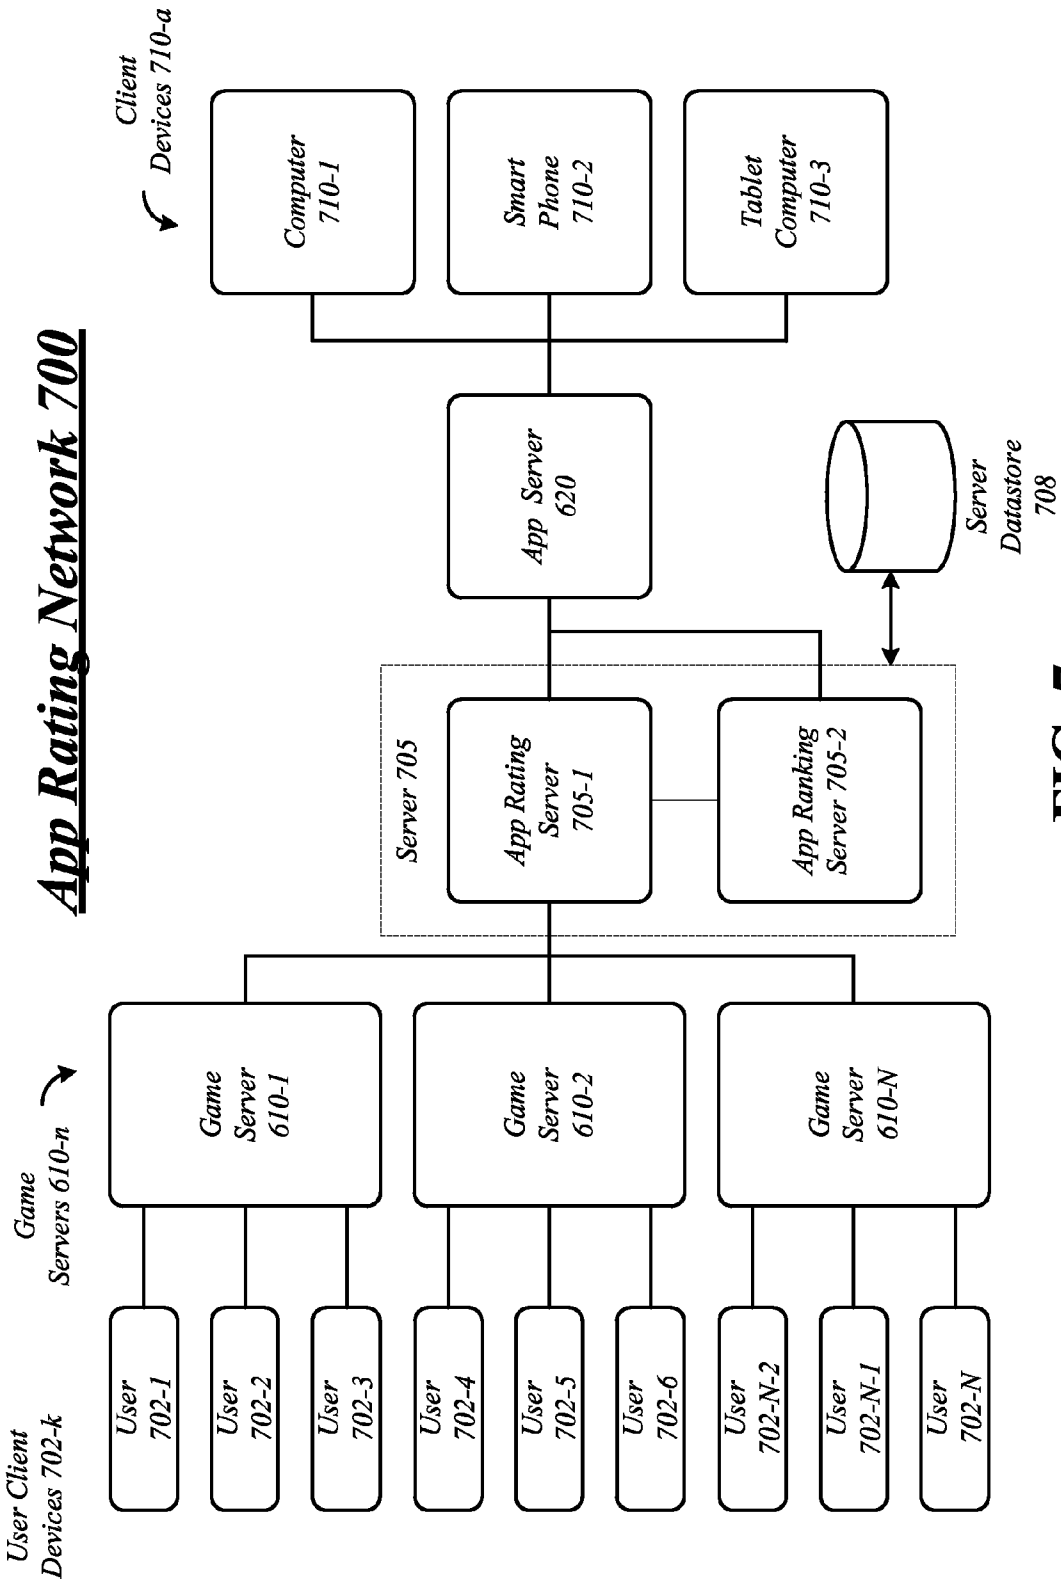 App Rating Network 700
User Client
Devices 702-k
Game
Servers 610-n
Client
Devices 710-a
User
702-1
User
702-2
User
702-3
User
702-4
User
702-5
User
702-6
User
702-N-2
User
702-N-1
User
702-N
Game
Server
610-1
Game
Server
610-2
Game
Server
610-N
Server 705
App Rating
Server
705-1
App Ranking
Server 705-2
App Server
620
Server
Datastore
708
Computer
710-1
Smart
Phone
710-2
Tablet
Computer
710-3